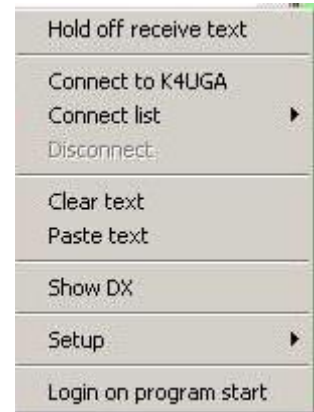 Hold off receive text
Connect to K4UGA
Connect list
Disconnect
Clear text
Paste text
Show DX
Setup
Login on program start